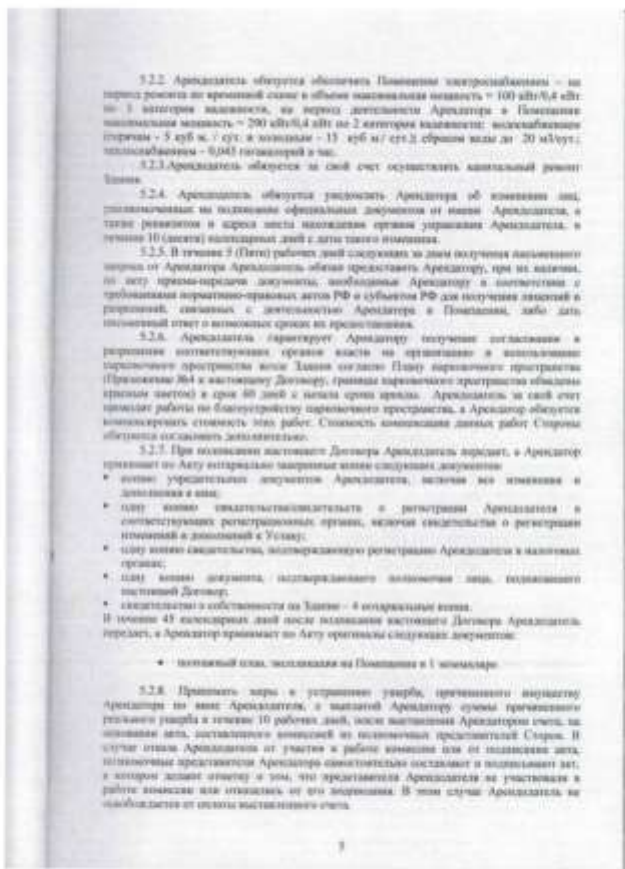 5.2.2. Арендодатель обязуется обеспечить Помещение электроснабжением – на
период ремонта по временной схеме в объеме максимальная мощность = 100 кВт/0,4 кВт
по 3 категории надежности, на период деятельности Арендатора в Помещении
максимальная мощность = 290 кВт/0,4 кВт по 2 категории надежности; водоснабжением
(горячим - 5 куб м. / сут. и холодным - 15 куб м./ сут.); сбросом воды до 20 м3/сут.;
теплоснабжением – 0,043 гигакалорий в час.
5.2.3.Арендодатель обязуется за свой счет осуществлять капитальный ремонт
Здания.
5.2.4. Арендодатель обязуется уведомлять Арендатора об изменении лиц,
уполномоченных на подписание официальных документов от имени Арендодателя, а
также реквизитов и адреса места нахождения органов управления Арендодателя, в
течение 10 (десяти) календарных дней с даты такого изменения.
5.2.5. В течение 5 (Пяти) рабочих дней следующих за днем получения письменного
запроса от Арендатора Арендодатель обязан предоставить Арендатору, при их наличии,
по акту приема-передачи документы, необходимые Арендатору в соответствии с
требованиями нормативно-правовых актов РФ и субъектов РФ для получения лицензий и
разрешений, связанных с деятельностью Арендатора в Помещении, либо дать
письменный ответ о возможных сроках их предоставления.
5.2.6. Арендодатель гарантирует Арендатору получение согласования и
разрешения соответствующих органов власти на организацию и использование
парковочного пространства возле Здания согласно Плану парковочного пространства
(Приложение №4 к настоящему Договору, границы парковочного пространства обведены
красным цветом) в срок 60 дней с начала срока аренды. Арендодатель за свой счет
проводит работы по благоустройству парковочного пространства, а Арендатор обязуется
компенсировать стоимость этих работ. Стоимость компенсации данных работ Стороны
обязуются согласовать дополнительно.
5.2.7. При подписании настоящего Договора Арендодатель передает, а Арендатор
принимает по Акту нотариально заверенные копии следующих документов:
• копию учредительных документов Арендодателя, включая все изменения и
дополнения к ним;
• одну копию свидетельства/свидетельств о регистрации Арендодателя в
соответствующих регистрационных органах, включая свидетельства о регистрации
изменений и дополнений к Уставу;
• одну копию свидетельства, подтверждающую регистрацию Арендодателя в налоговых
органах;
• одну копию документа, подтверждающего полномочия лица, подписавшего
настоящий Договор;
• свидетельство о собственности на Здание – 4 нотариальные копии.
В течение 45 календарных дней после подписания настоящего Договора Арендодатель
передает, а Арендатор принимает по Акту оригиналы следующих документов:
• поэтажный план, экспликация на Помещения в 1 экземпляре.
5.2.8. Принимать меры к устранению ущерба, причиненного имуществу
Арендатора по вине Арендодателя, с выплатой Арендатору суммы причиненного
реального ущерба в течение 10 рабочих дней, после выставления Арендатором счета, на
основании акта, составленного комиссией из полномочных представителей Сторон. В
случае отказа Арендодателя от участия в работе комиссии или от подписания акта,
полномочные представители Арендатора самостоятельно составляют и подписывают акт,
в котором делают отметку о том, что представители Арендодателя не участвовали в
работе комиссии или отказались от его подписания. В этом случае Арендодатель не
освобождается от оплаты выставленного счета.
5